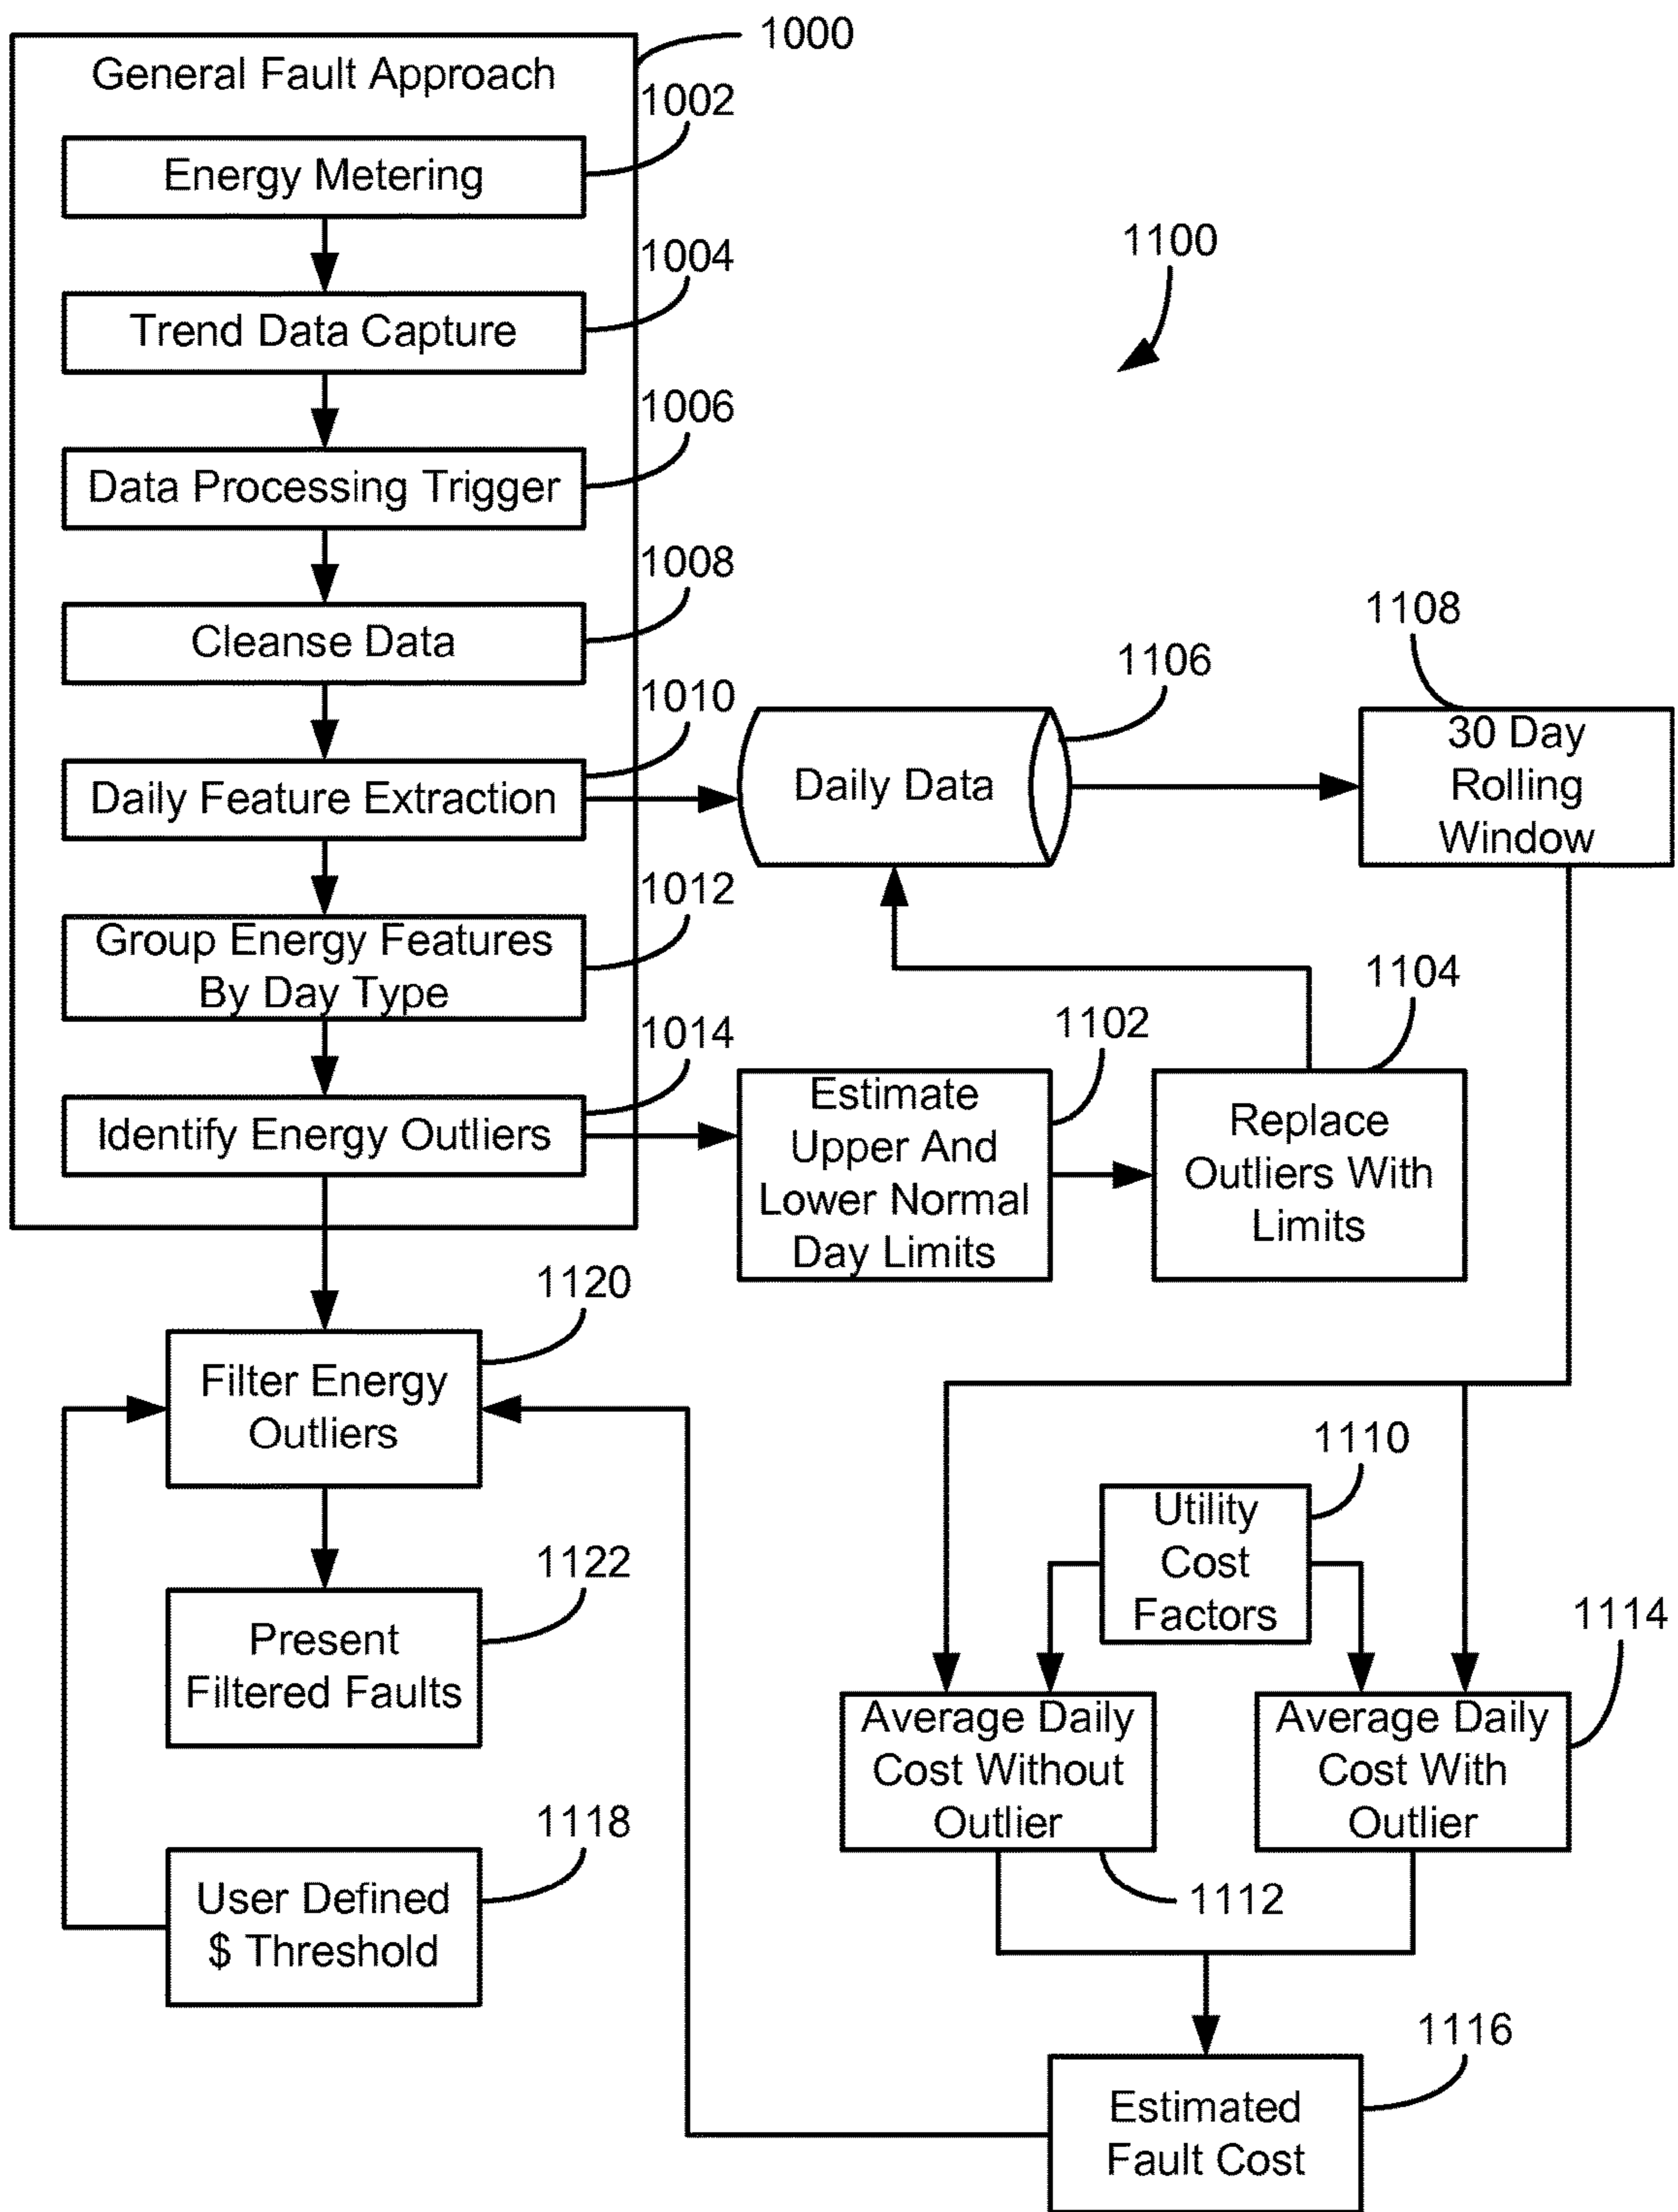 1000
General Fault Approach
1002
Energy Metering
1004
Trend Data Capture
1006
Data Processing Trigger
1008
Cleanse Data
1010
Daily Feature Extraction
1012
Group Energy Features
By Day Type
1014
Identify Energy Outliers
1100
1106
Daily Data
1108
30 Day
Rolling
Window
1102
Estimate
Upper And
Lower Normal
Day Limits
1104
Replace
Outliers With
Limits
1120
Filter Energy
Outliers
1122
Present
Filtered Faults
1118
User Defined
$ Threshold
1110
Utility
Cost
Factors
Average Daily
Cost Without
Outlier
1112
1114
Average Daily
Cost With
Outlier
1116
Estimated
Fault Cost